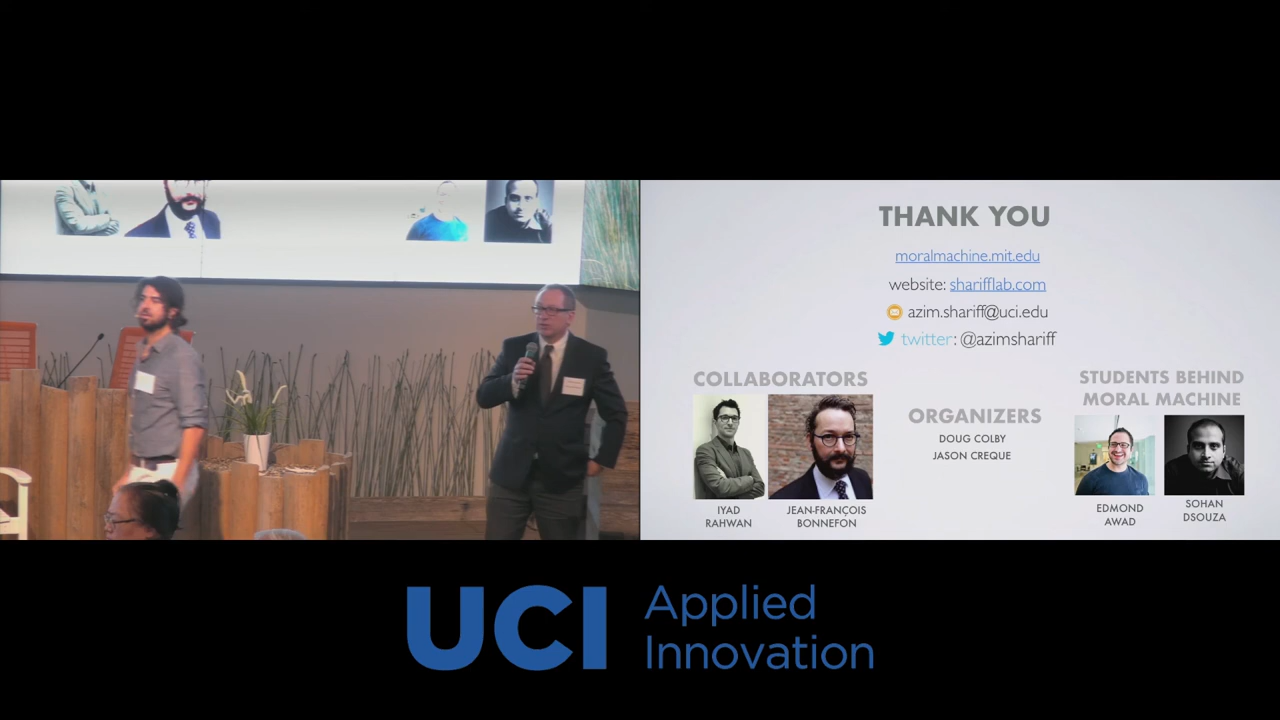 THANK YOU
moralmachine.mit.edu
website: sharifflab.com
azim.shariff@uci.edu
twitter: @azimshariff
COLLABORATORS
IYAD
RAHWAN
JEAN-FRANÇOIS
BONNEFON
ORGANIZERS
DOUG COLBY
JASON CREQUE
STUDENTS BEHIND
MORAL MACHINE
EDMOND
AWAD
SOHAN
DSOUZA
UCI Applied
Innovation